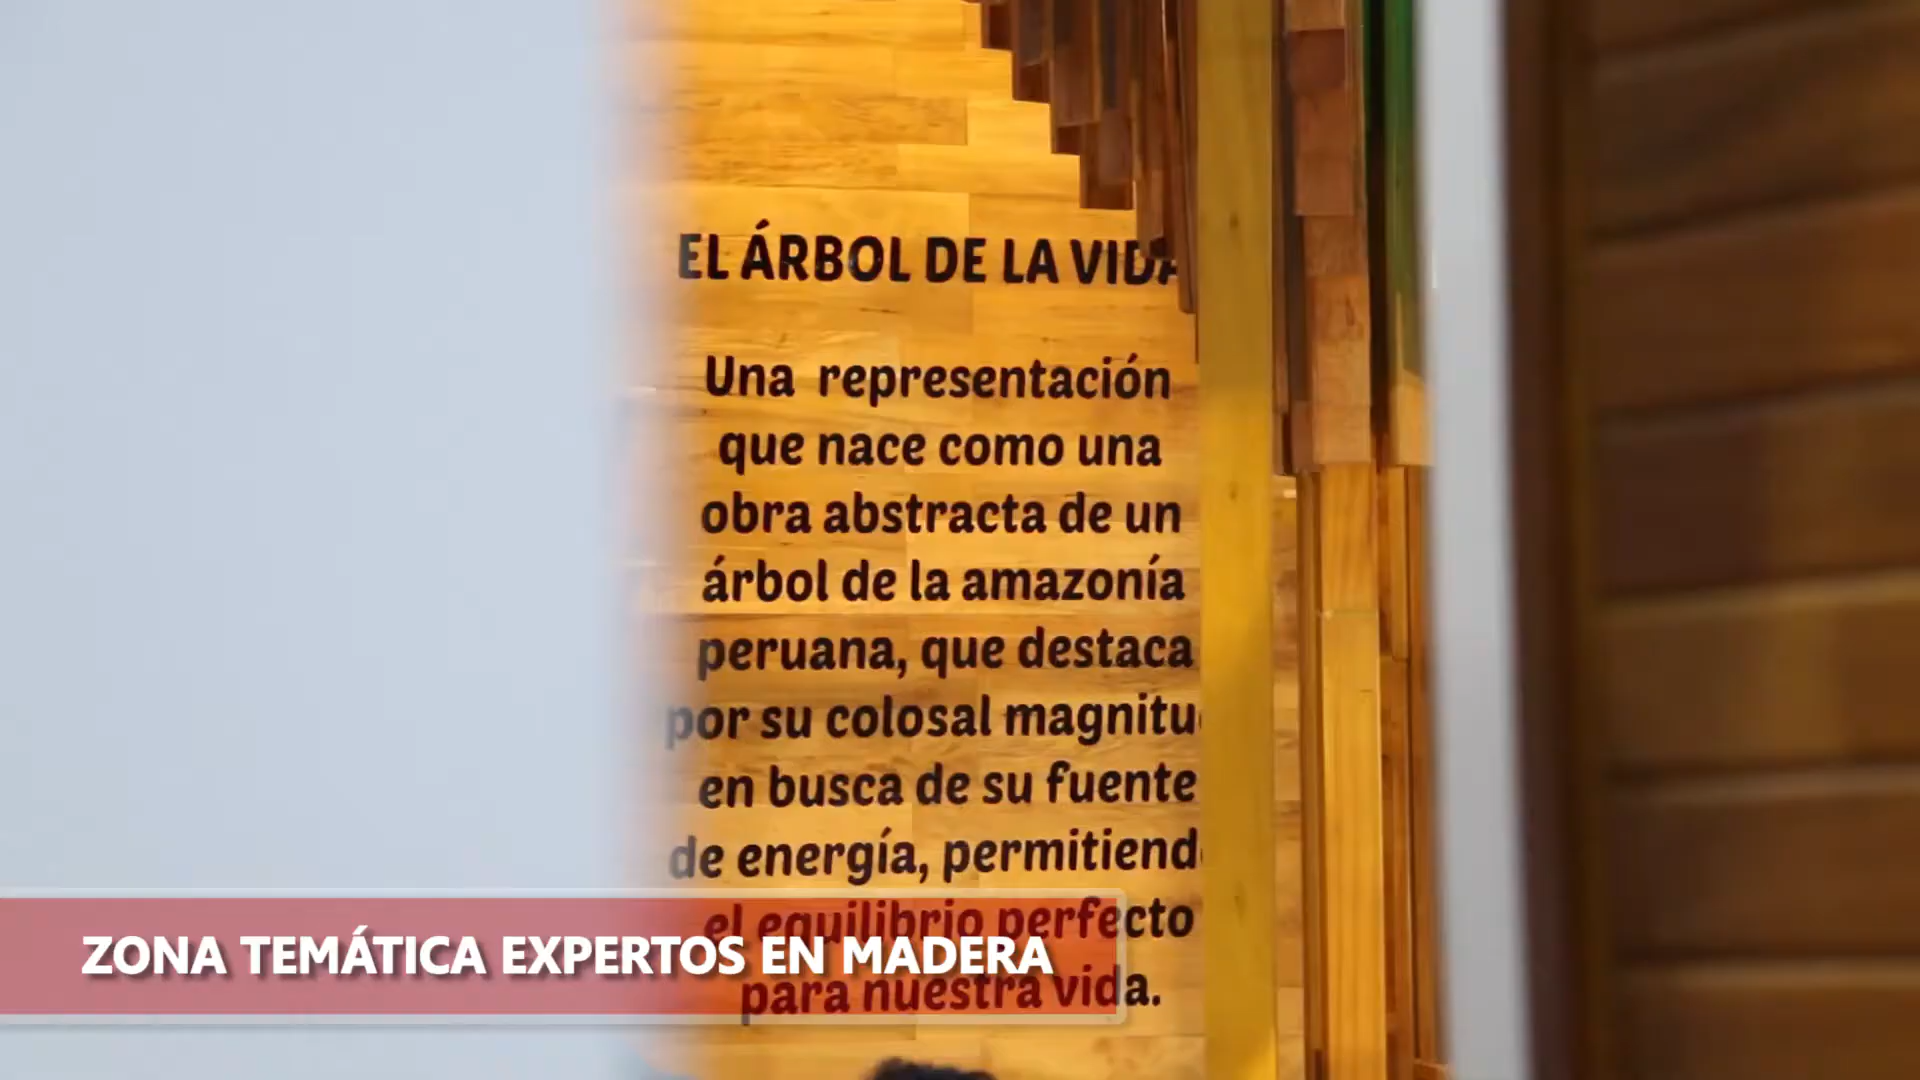 EL ÁRBOL DE LA VIDA
Una representación
que nace como una
obra abstracta de un
árbol de la amazonía
peruana, que destaca
por su colosal magnitu
en busca de su fuente
de energía, permitiend
el equilibrio perfecto
para nuestra vida.
ZONA TEMÁTICA EXPERTOS EN MADERA